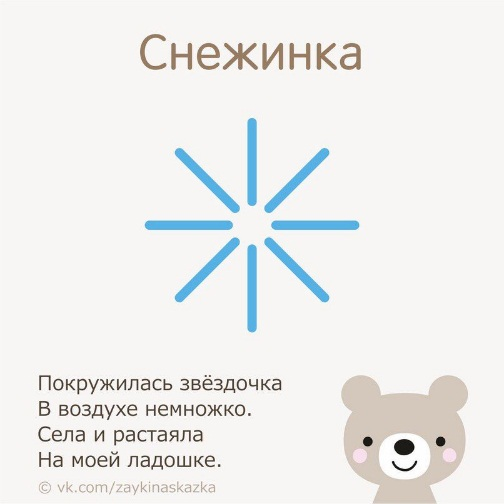 Снежинка
Покружилась звёздочка
В воздухе немножко.
Села и растаяла
На моей ладошке.
© vk.com/zaykinaskazka